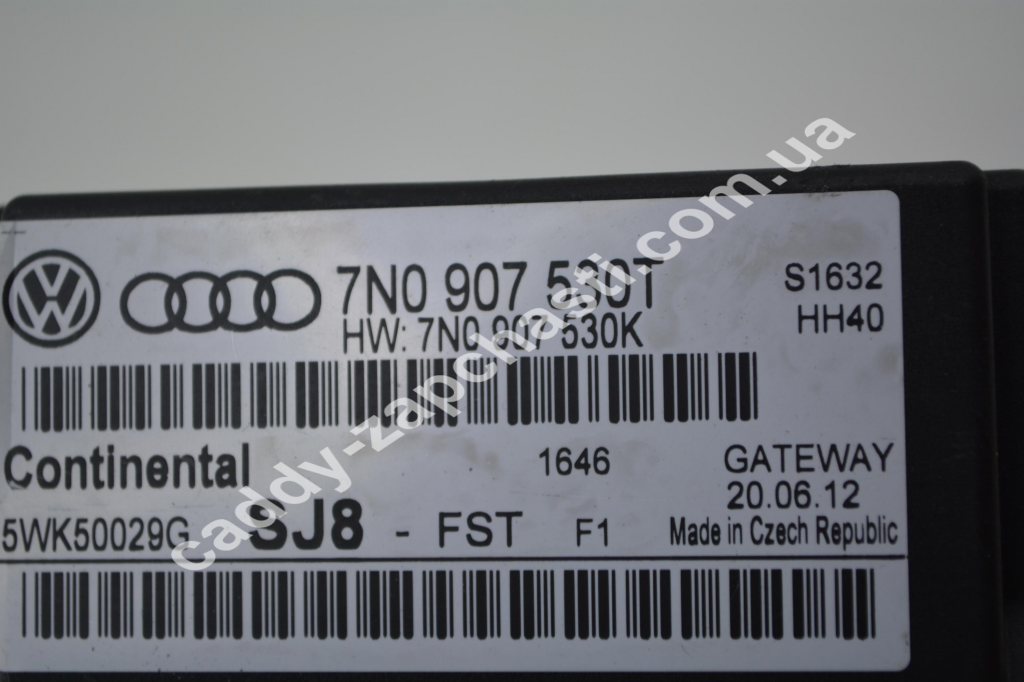 7N0 907 530T
HW: 7N0 907 530K
S1632
HH40
Continental
1646
GATEWAY
20.06.12
5WK50029G
SJ8 - FST F1
Made in Czech Republic
caddy-zapchasti.com.ua